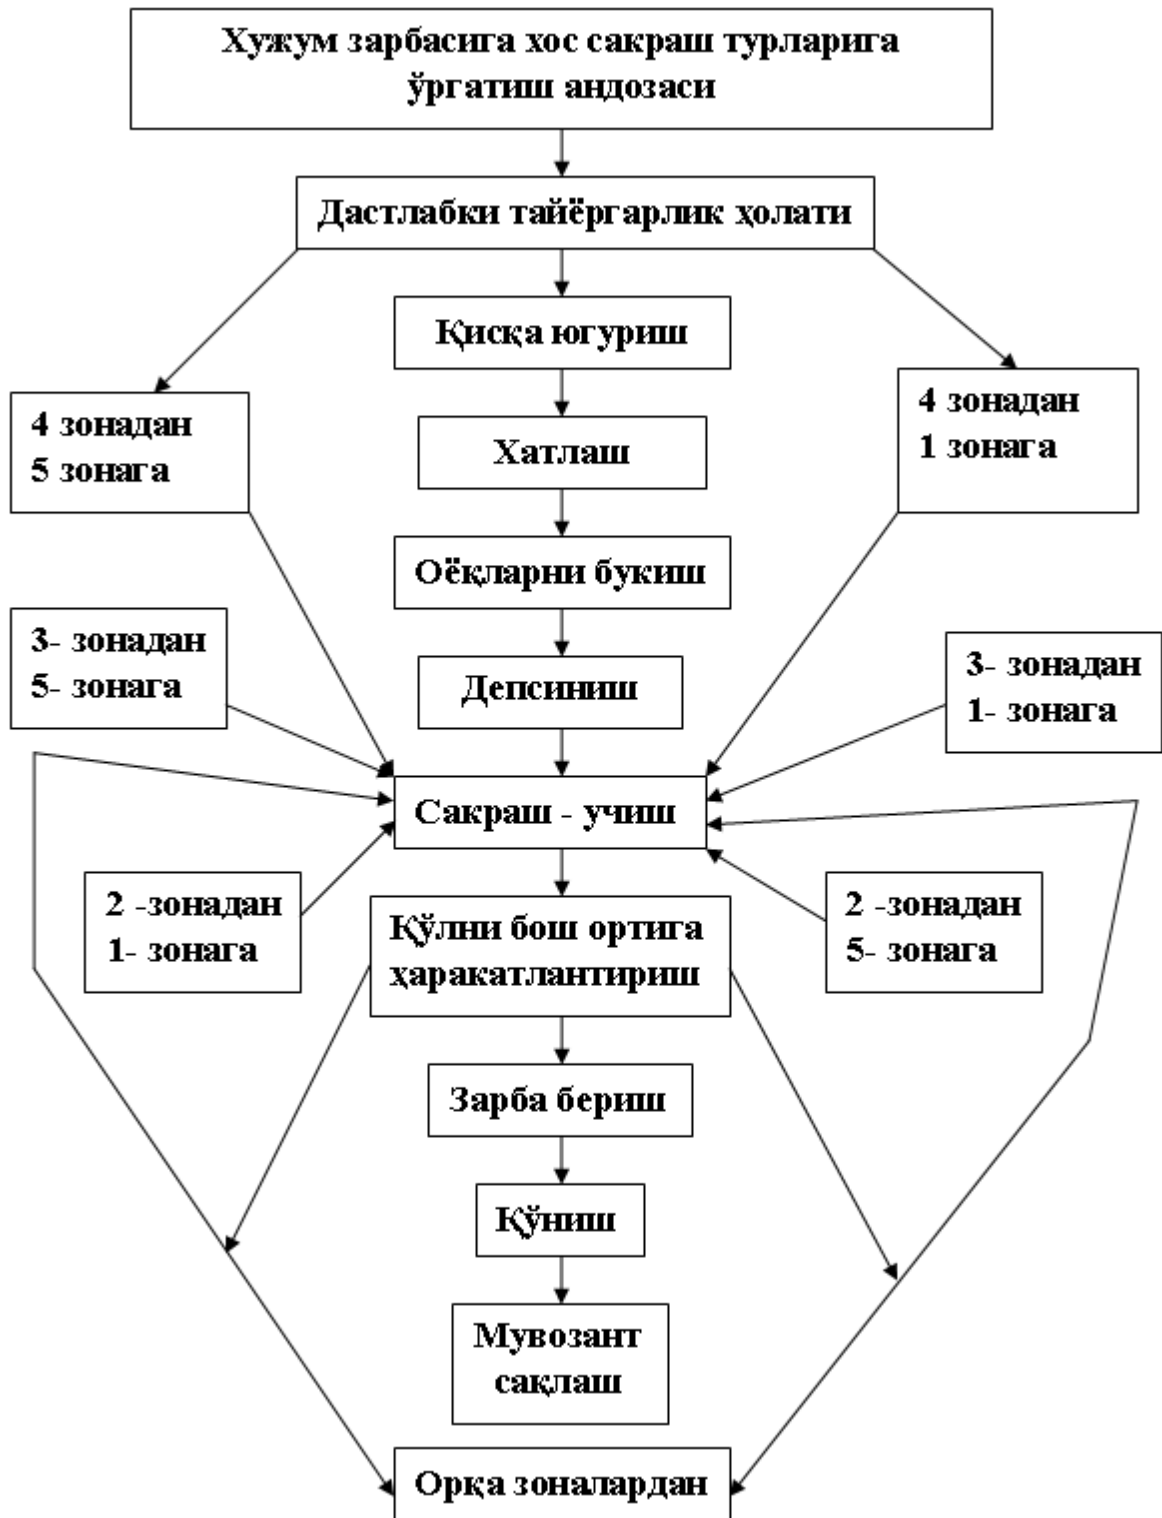 Хужум зарбасига хос сакраш турларига
ўргатиш андозаси
Дастлабки тайёргарлик ҳолати
Қисқа югуриш
4 зонадан
5 зонага
4 зонадан
1 зонага
Хатлаш
Оёқларни букиш
3- зонадан
5- зонага
3- зонадан
1- зонага
Депсиниш
Сакраш - учиш
2 -зонадан
1- зонага
2 -зонадан
5- зонага
Қўлни бош ортига
ҳаракатлантириш
Зарба бериш
Қўниш
Мувозант
сақлаш
Орқа зоналардан